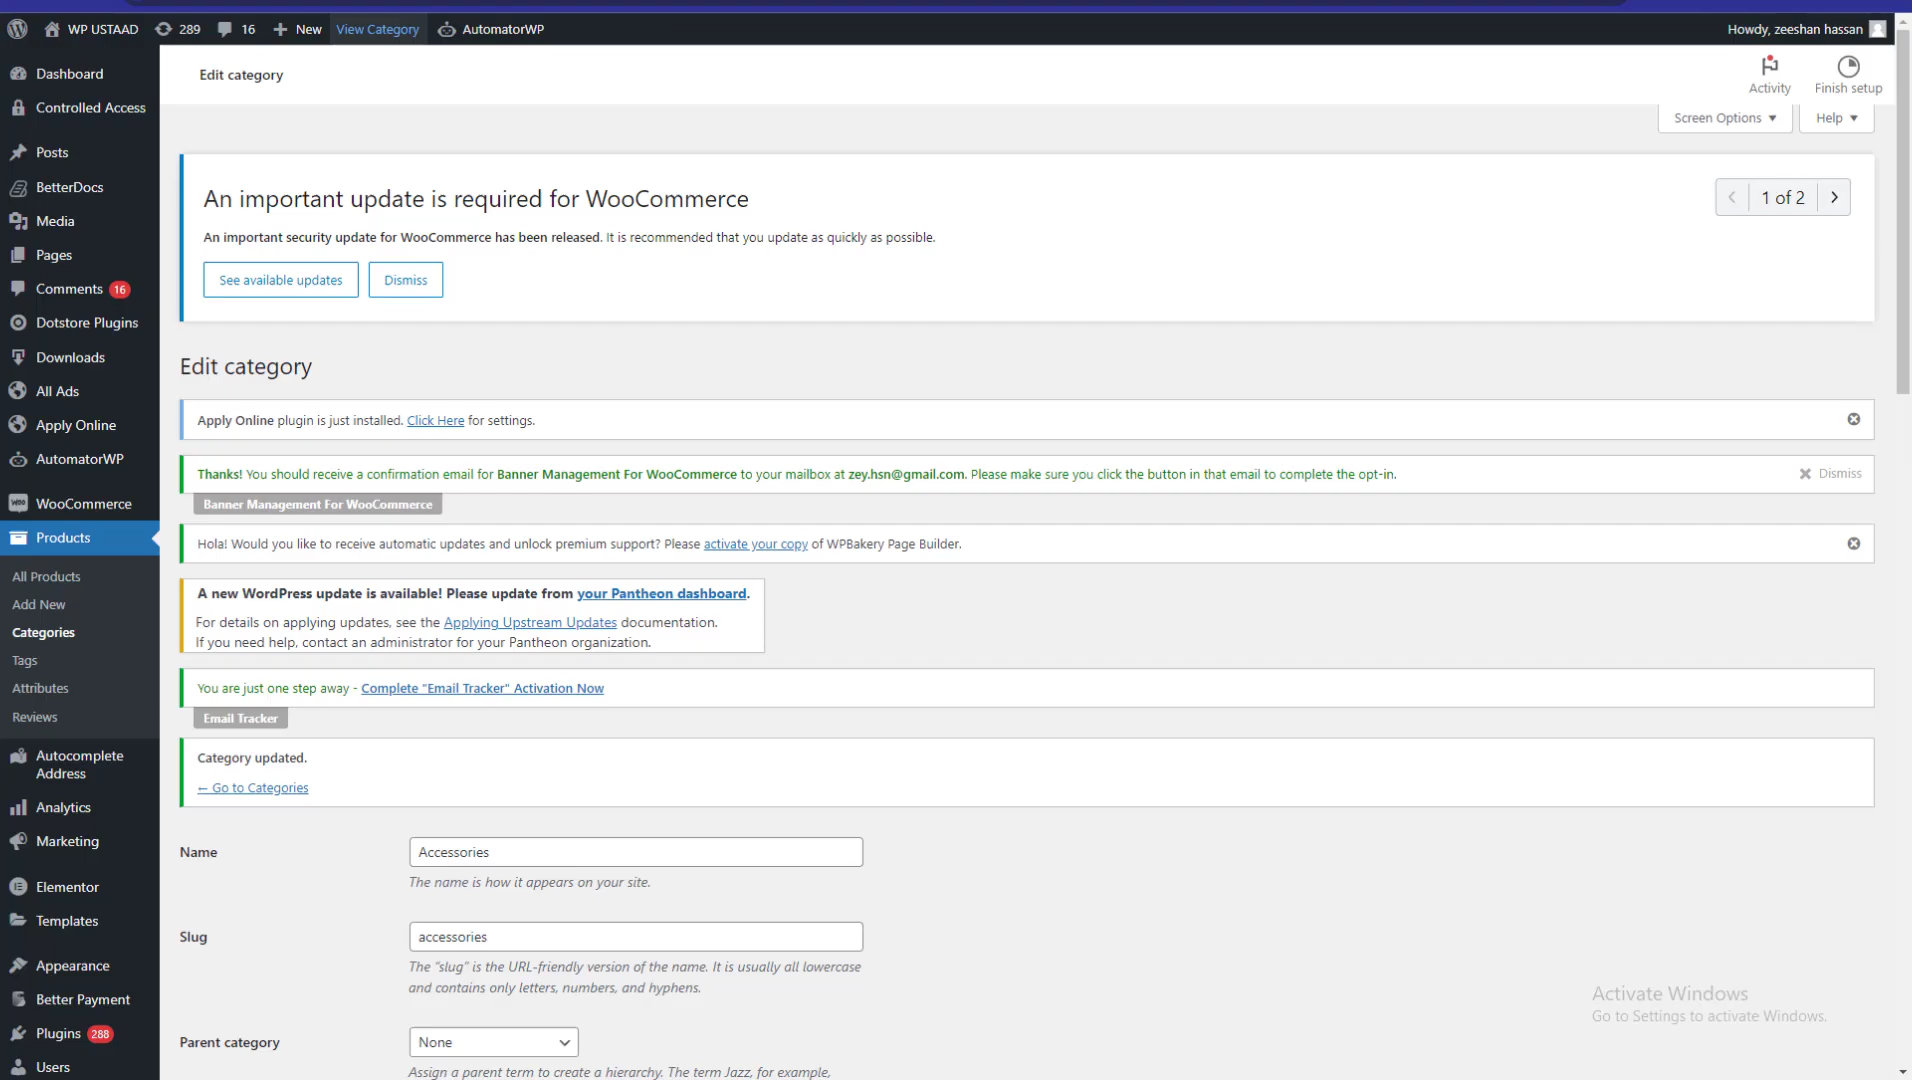 WP USTAAD
289
16
New
View Category
AutomatorWP
Howdy, zeeshan hassan
Dashboard
Controlled Access
Posts
BetterDocs
Media
Pages
Comments 16
Dotstore Plugins
Downloads
All Ads
Apply Online
AutomatorWP
WooCommerce
Products
All Products
Add New
Categories
Tags
Attributes
Reviews
Autocomplete
Address
Analytics
Marketing
Elementor
Templates
Appearance
Better Payment
Plugins 288
Users
Edit category
Activity
Finish setup
Screen Options ▼
Help ▼
An important update is required for WooCommerce
1 of 2
An important security update for WooCommerce has been released. It is recommended that you update as quickly as possible.
See available updates
Dismiss
Edit category
Apply Online plugin is just installed. Click Here for settings.
Thanks! You should receive a confirmation email for Banner Management For WooCommerce to your mailbox at zey.hsn@gmail.com. Please make sure you click the button in that email to complete the opt-in.
Dismiss
Banner Management For WooCommerce
Hola! Would you like to receive automatic updates and unlock premium support? Please activate your copy of WPBakery Page Builder.
A new WordPress update is available! Please update from your Pantheon dashboard.
For details on applying updates, see the Applying Upstream Updates documentation.
If you need help, contact an administrator for your Pantheon organization.
You are just one step away - Complete "Email Tracker" Activation Now
Email Tracker
Category updated.
← Go to Categories
Name
Accessories
The name is how it appears on your site.
Slug
accessories
The “slug” is the URL-friendly version of the name. It is usually all lowercase
and contains only letters, numbers, and hyphens.
Parent category
None
Assign a parent term to create a hierarchy. The term Jazz, for example,
Activate Windows
Go to Settings to activate Windows.